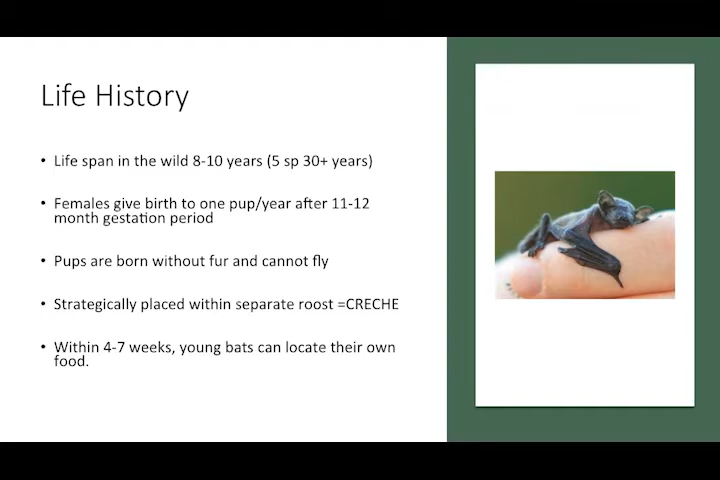 Life History
• Life span in the wild 8-10 years (5 sp 30+ years)
• Females give birth to one pup/year after 11-12
month gestation period
• Pups are born without fur and cannot fly
• Strategically placed within separate roost =CRECHE
• Within 4-7 weeks, young bats can locate their own
food.